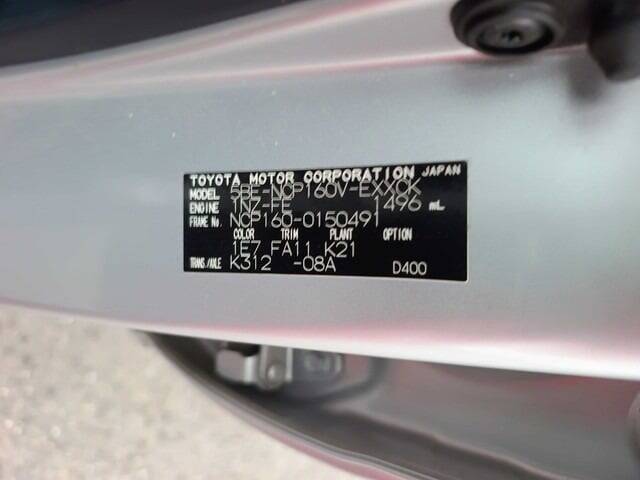 TOYOTA MOTOR CORPORATION JAPAN
MODEL 5BE-NCP160V-EXXCK
ENGINE 1NZ-FE 1496 mL
FRAME No. NCP160-0150491
COLOR TRIM PLANT OPTION
1E7 FA11 K21
TRANS./AXLE K312 -08A D400